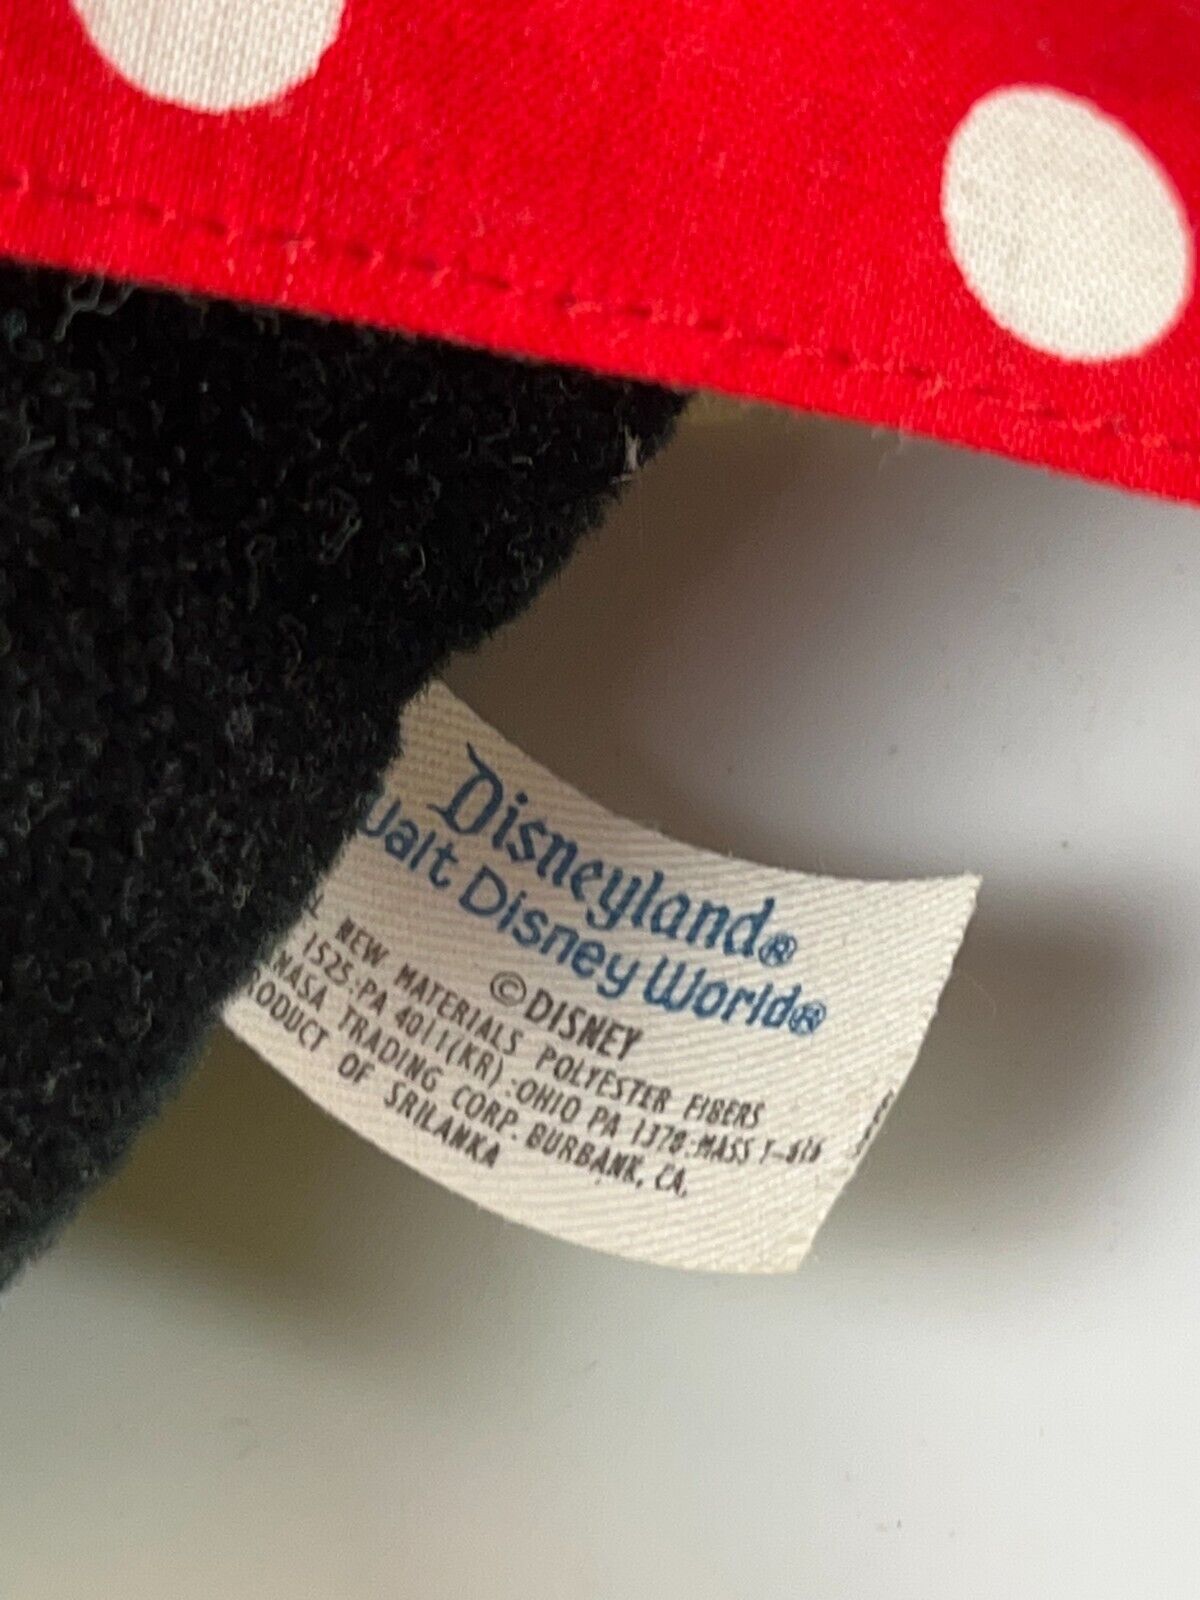 Disneyland®
Walt Disney World®
©DISNEY
NEW MATERIALS POLYESTER FIBERS
1525:PA 4011(KR):OHIO PA 1378:MASS T-
TRADING CORP. BURBANK, CA.
PRODUCT OF SRILANKA